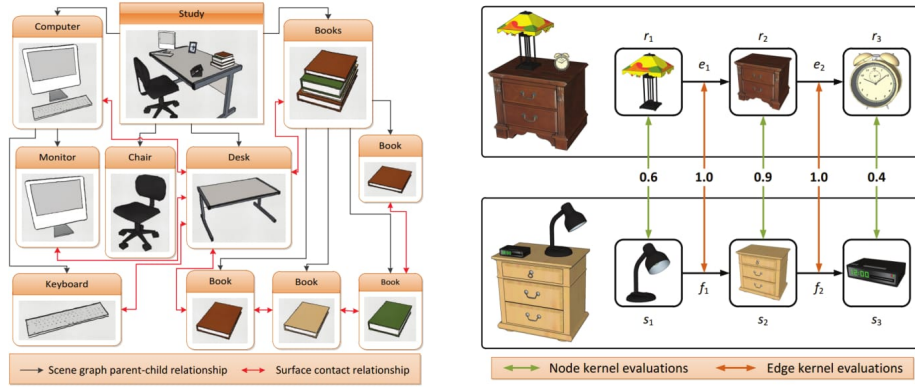 Study
Computer
Books
Monitor
Chair
Desk
Book
Keyboard
Book
Book
Book
Scene graph parent-child relationship
Surface contact relationship
r1
r2
r3
e1
e2
0.6
1.0
0.9
1.0
0.4
12:00
f1
f2
s1
s2
s3
Node kernel evaluations
Edge kernel evaluations